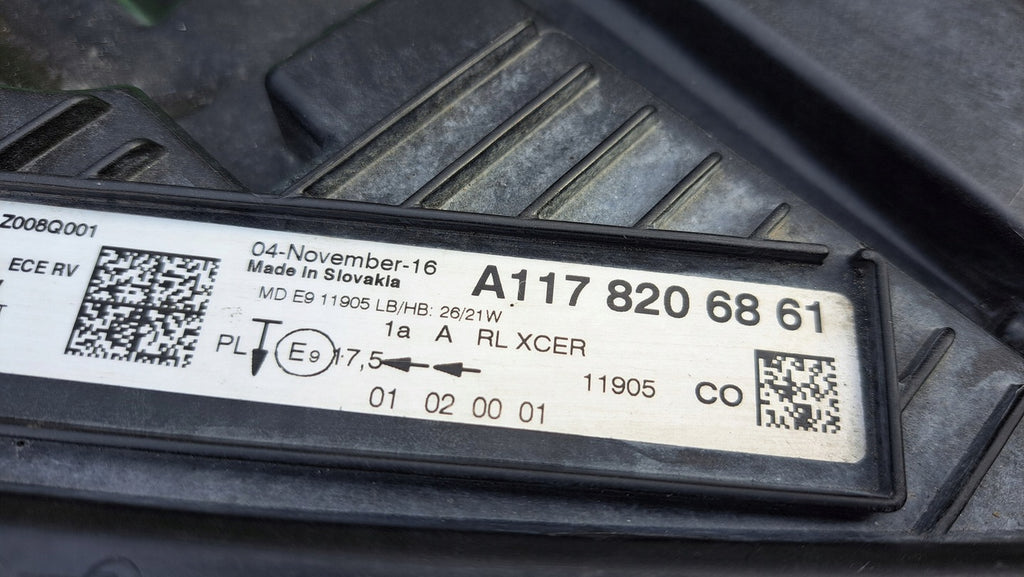 Z008Q001
ECE RV
04-November-16
Made in Slovakia
A117 820 68 61
MD E9 11905 LB/HB: 26/21W
1a A RL XCER
PL E9 17,5
11905 CO
01 02 00 01